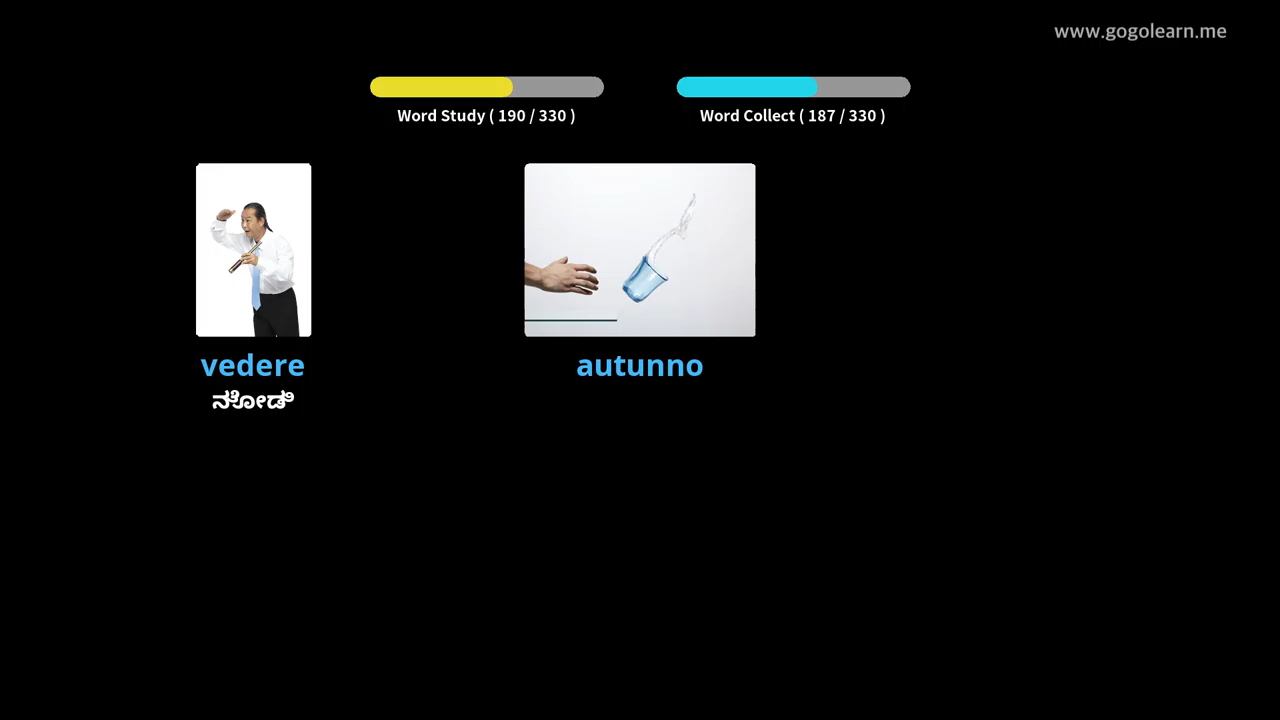 www.gogolearn.me
Word Study ( 190 / 330 )
Word Collect ( 187 / 330 )
vedere
autunno
ನೋಡಿ